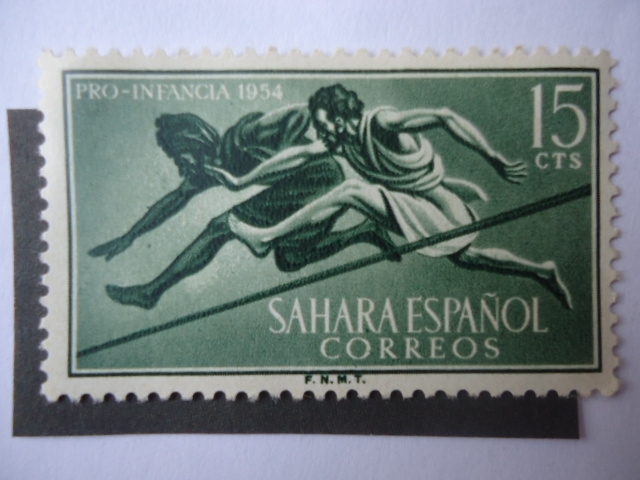 PRO-INFANCIA 1954
15
CTS
SAHARA ESPAÑOL
CORREOS
F. N. M. T.